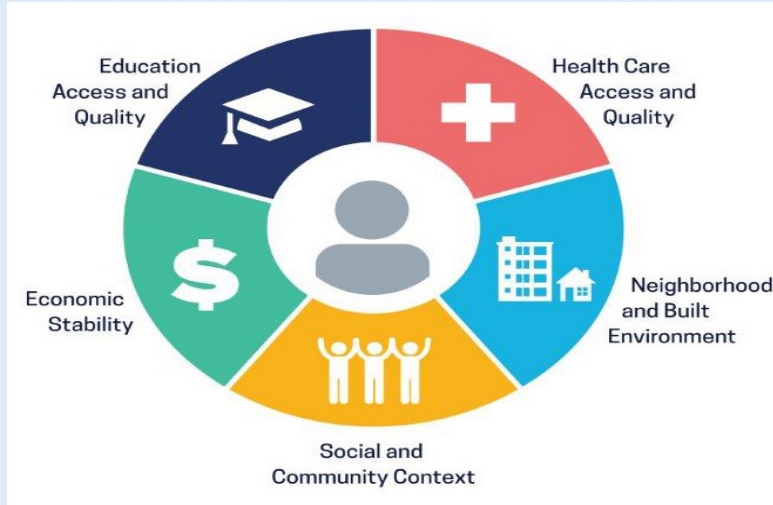 Education
Access and
Quality
Health Care
Access and
Quality
Economic
Stability
$
Neighborhood
and Built
Environment
Social and
Community Context